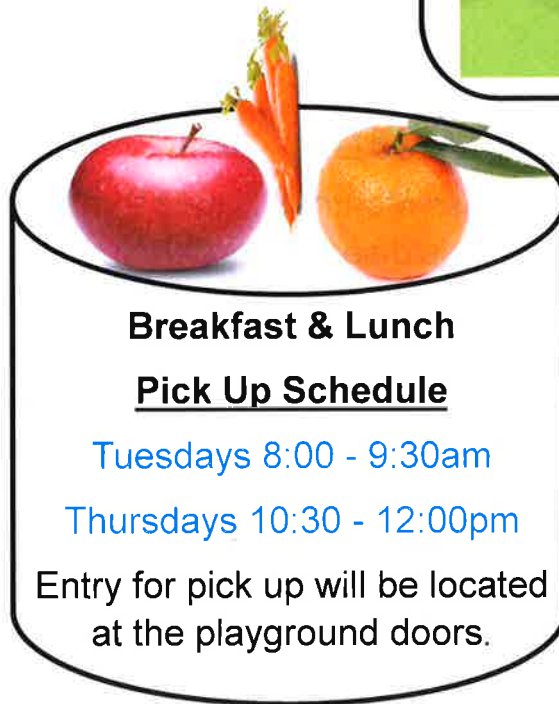 Breakfast & Lunch
Pick Up Schedule
Tuesdays 8:00 - 9:30am
Thursdays 10:30 - 12:00pm
Entry for pick up will be located
at the playground doors.